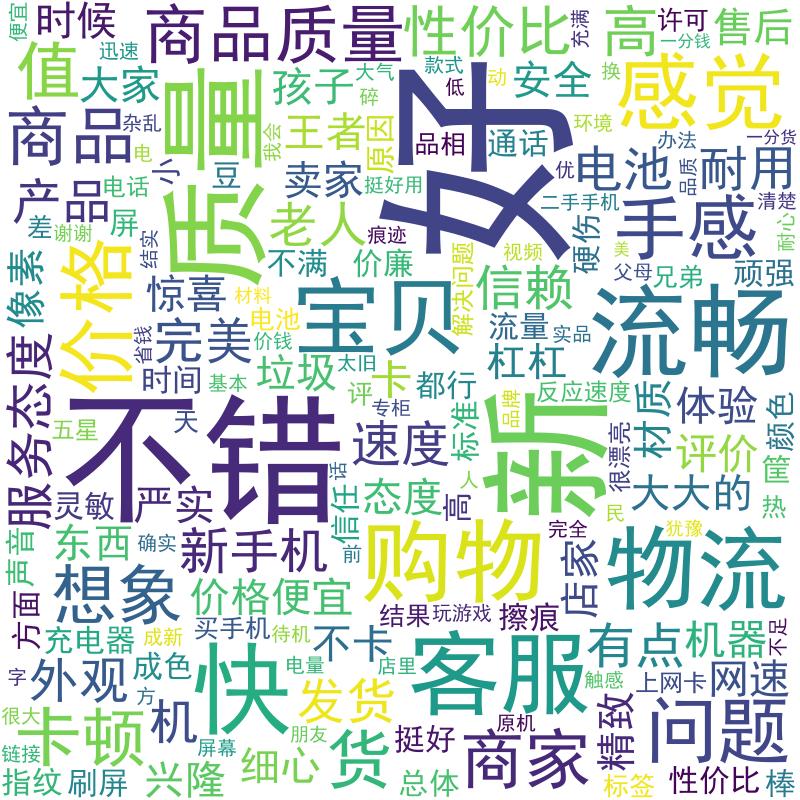 便宜
时候
商品质量
性价比
充满
高
许可
一分钱
售后
值
迅速
大家
质量
孩子
大气
碎
款式
低
好
动
安全
换
感觉
商品
杂乱
电
我会
王者
原因
品相
通话
环境
办法
一分货
产品
电话
小
豆
卖家
挺好用
优
电池
品质
耐用
二手手机
清楚
耐心
差
谢谢
屏
结实
老人
痕迹
硬伤
手感
像素
价格
惊喜
不满
价廉
解决问题
信赖
视频
美
父母
兄弟
顽强
材料
宝贝
流畅
服务态度
省钱
完美
电池
价钱
流量
实品
时间
基本
垃圾
太旧
评
卡
都行
杠杠
反应速度
材质
体验
颜色
五星
不错
天
专柜
速度
标准
新
品牌
很漂亮
评价
筐
灵敏
严实
话
信任
态度
高
人
大大的
民
热
声音
东西
确实
新手机
前
购物
完全
店家
犹豫
物流
方面
想象
价格便宜
结果
玩游戏
擦痕
充电器
成新
买手机
待机
不卡
客服
有点
机器
不足
字
外观
成色
方
快
电量
店里
触感
上网卡
网速
很大
卡顿
机
发货
原机
精致
问题
链接
屏幕
朋友
货
挺好
商家
指纹
刷屏
兴隆
细心
总体
标签
性价比
棒